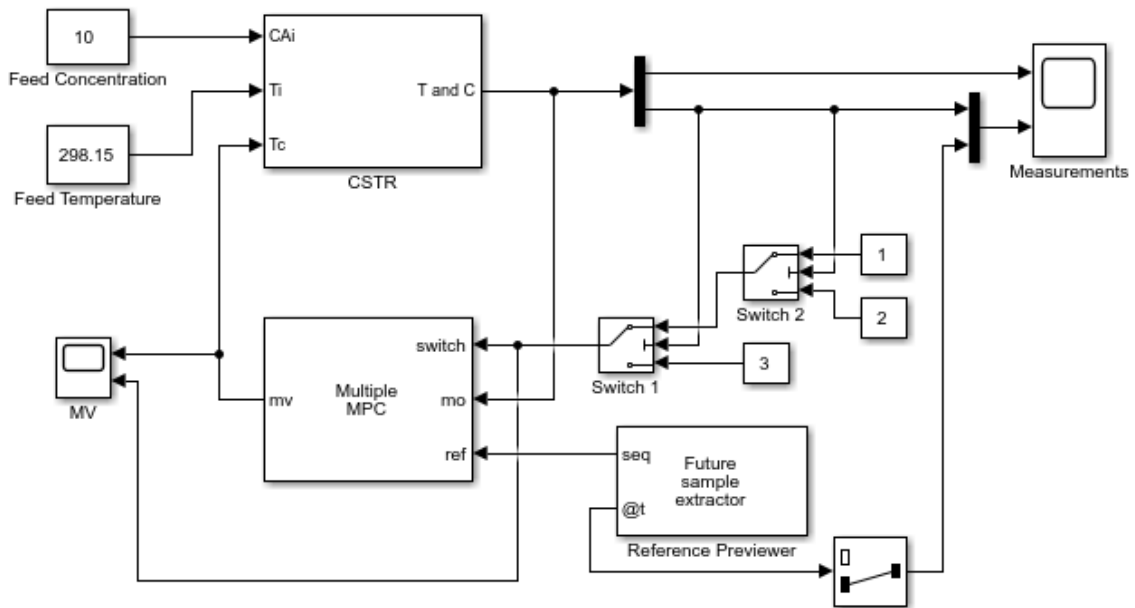 10
Feed Concentration
298.15
Feed Temperature
CAi
Ti
Tc
T and C
CSTR
Measurements
1
2
Switch 2
3
Switch 1
MV
switch
mv
Multiple
MPC
mo
ref
seq
@t
Future
sample
extractor
Reference Previewer